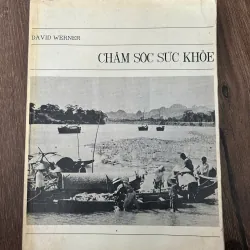 DAVID WERNER
CHĂM SÓC SỨC KHỎE